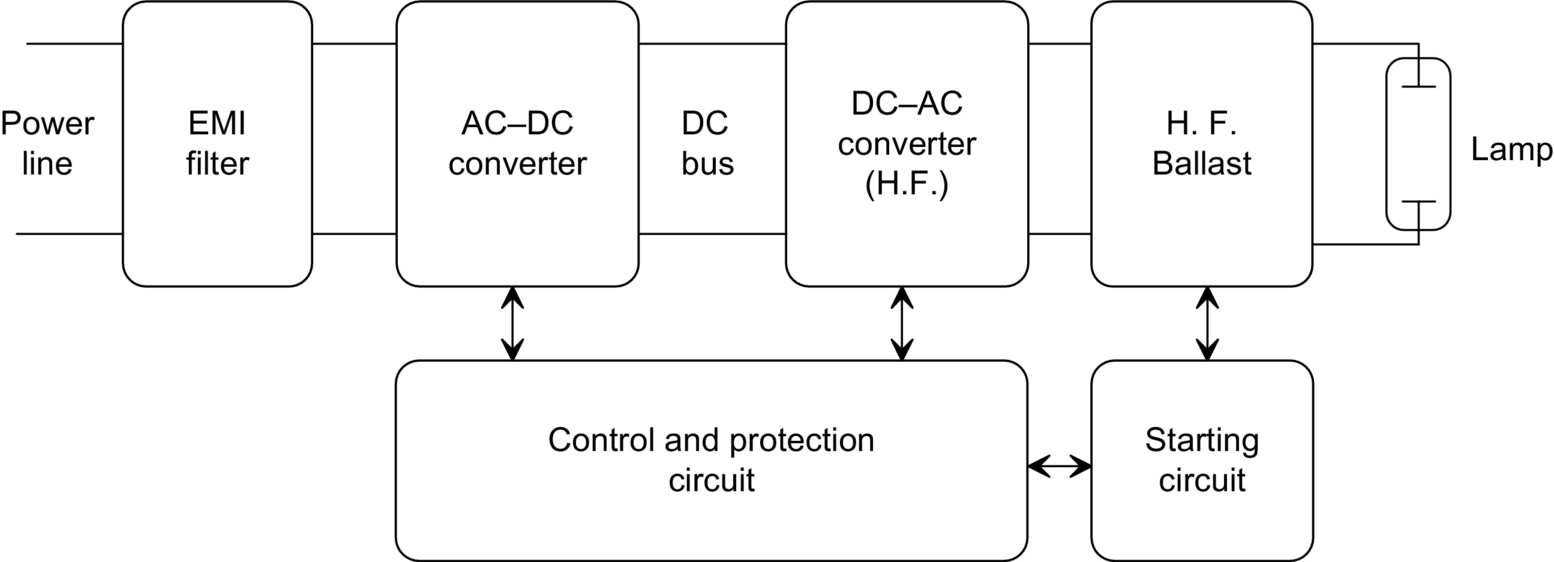 Power
line
EMI
filter
AC–DC
converter
DC
bus
DC–AC
converter
(H.F.)
H. F.
Ballast
Lamp
Control and protection
circuit
Starting
circuit